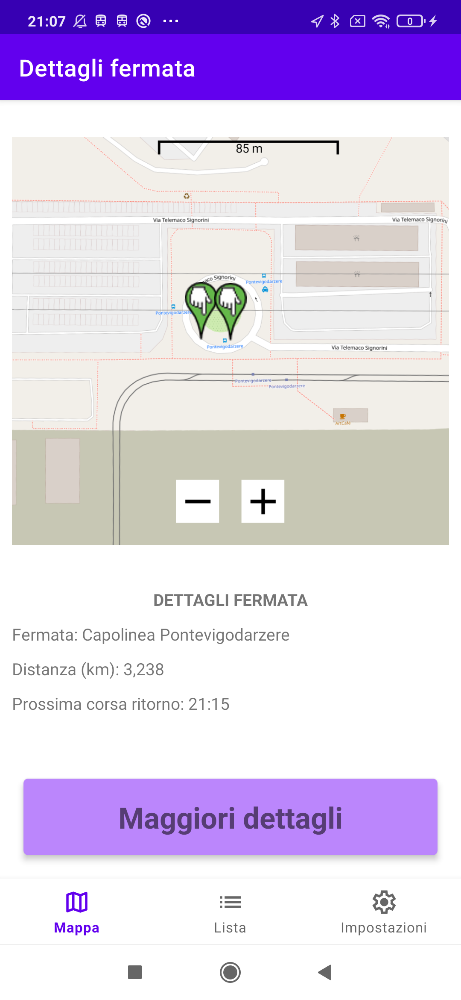 21:07
0
Dettagli fermata
85 m
Via Telemaco Signorini
Via Telemaco Signorini
aco Signorini
Pontevigodarzere
Pontevigodarzere
Pontevigodarzere
Via Telemaco Signorini
Pontevigodarzere
Pontevigodarzere
ArtCafè
DETTAGLI FERMATA
Fermata: Capolinea Pontevigodarzere
Distanza (km): 3,238
Prossima corsa ritorno: 21:15
Maggiori dettagli
Mappa
Lista
Impostazioni